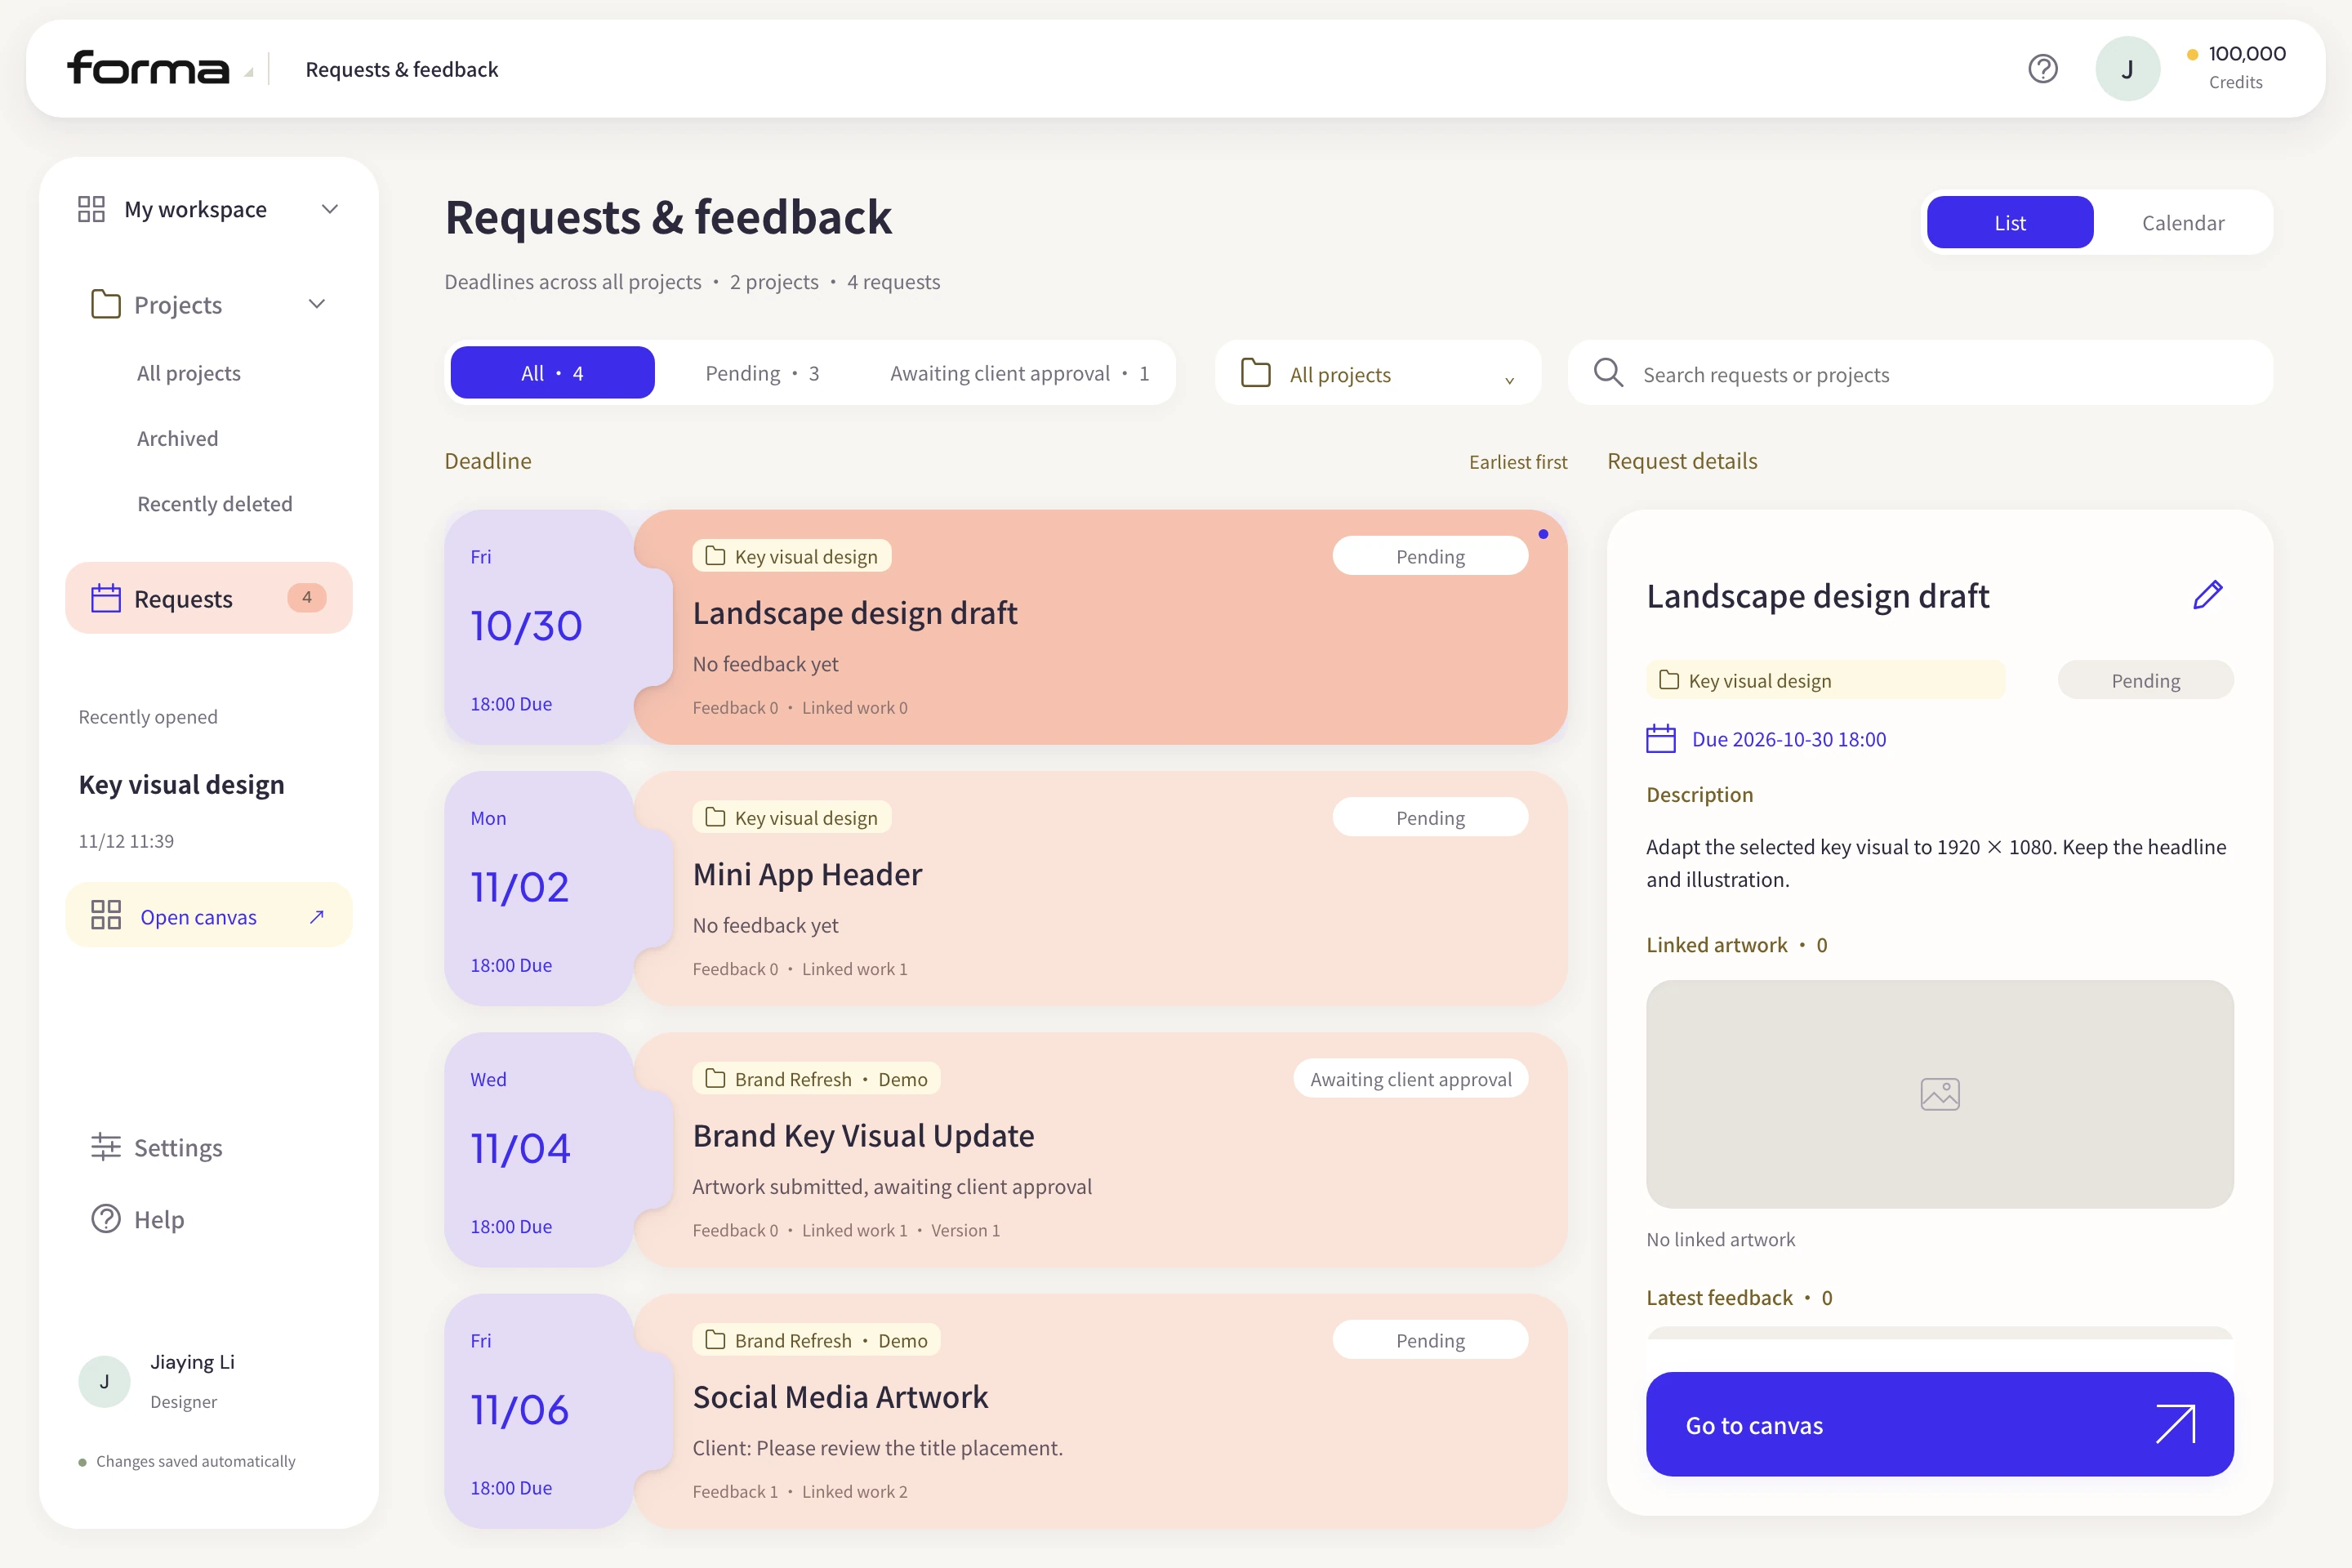 forma
Requests & feedback
J
100,000
Credits
My workspace
Projects
All projects
Archived
Recently deleted
Requests
4
Recently opened
Key visual design
11/12 11:39
Open canvas
Settings
Help
J
Jiaying Li
Designer
Changes saved automatically
Requests & feedback
Deadlines across all projects • 2 projects • 4 requests
List
Calendar
All • 4
Pending • 3
Awaiting client approval • 1
All projects
Search requests or projects
Deadline
Earliest first
Fri
10/30
18:00 Due
Key visual design
Pending
Landscape design draft
No feedback yet
Feedback 0 • Linked work 0
Mon
11/02
18:00 Due
Key visual design
Pending
Mini App Header
No feedback yet
Feedback 0 • Linked work 1
Wed
11/04
18:00 Due
Brand Refresh • Demo
Awaiting client approval
Brand Key Visual Update
Artwork submitted, awaiting client approval
Feedback 0 • Linked work 1 • Version 1
Fri
11/06
18:00 Due
Brand Refresh • Demo
Pending
Social Media Artwork
Client: Please review the title placement.
Feedback 1 • Linked work 2
Request details
Landscape design draft
Key visual design
Pending
Due 2026-10-30 18:00
Description
Adapt the selected key visual to 1920 × 1080. Keep the headline
and illustration.
Linked artwork • 0
No linked artwork
Latest feedback • 0
Go to canvas